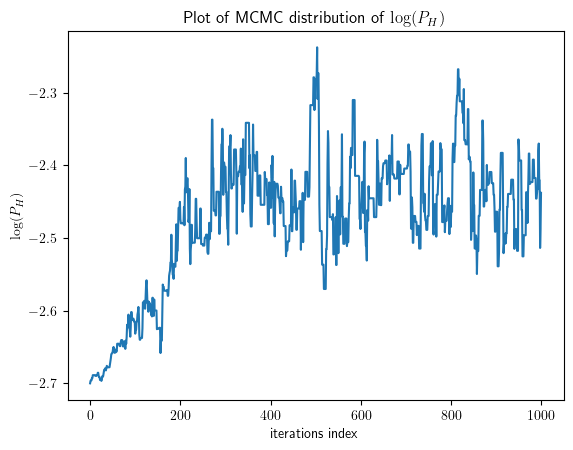 Plot of MCMC distribution of log(P_H)
log(P_H)
−2.3
−2.4
−2.5
−2.6
−2.7
0 200 400 600 800 1000
iterations index